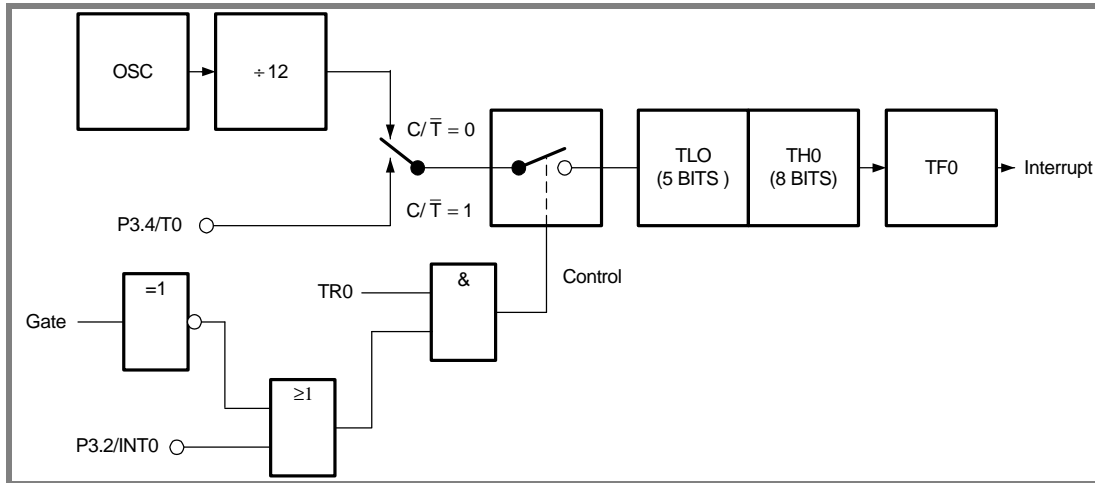 OSC
÷ 12
C/T̅ = 0
C/T̅ = 1
P3.4/T0
TLO
(5 BITS )
TH0
(8 BITS)
TF0
Interrupt
Control
TR0
&
=1
Gate
≥1
P3.2/INT0